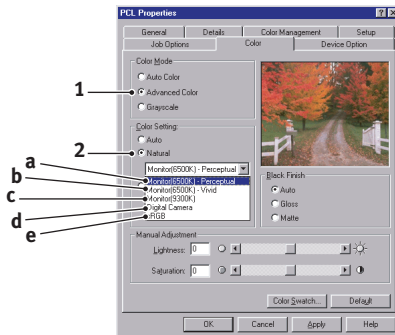 PCL Properties
General Details Color Management Setup
Job Options Color Device Option
Color Mode
Auto Color
1 Advanced Color
Grayscale
Color Setting:
Auto
2 Natural
Monitor(6500K) - Perceptual
a Monitor(6500K) - Perceptual
b Monitor(6500K) - Vivid
c Monitor(9300K)
d Digital Camera
e sRGB
Black Finish
Auto
Gloss
Matte
Manual Adjustment
Lightness: 0
Saturation: 0
Color Swatch... Default
OK Cancel Apply Help